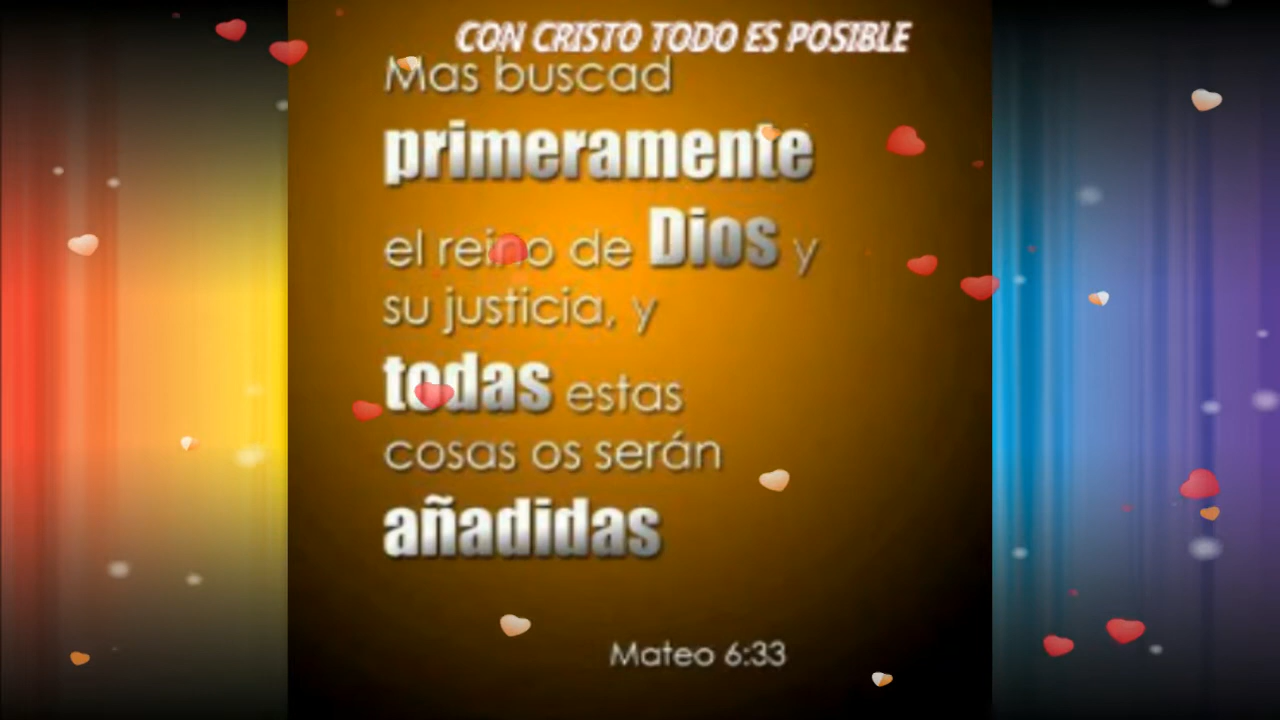 CON CRISTO TODO ES POSIBLE
Mas buscad
primeramente
el reino de Dios y
su justicia, y
todas estas
cosas os serán
añadidas
Mateo 6:33